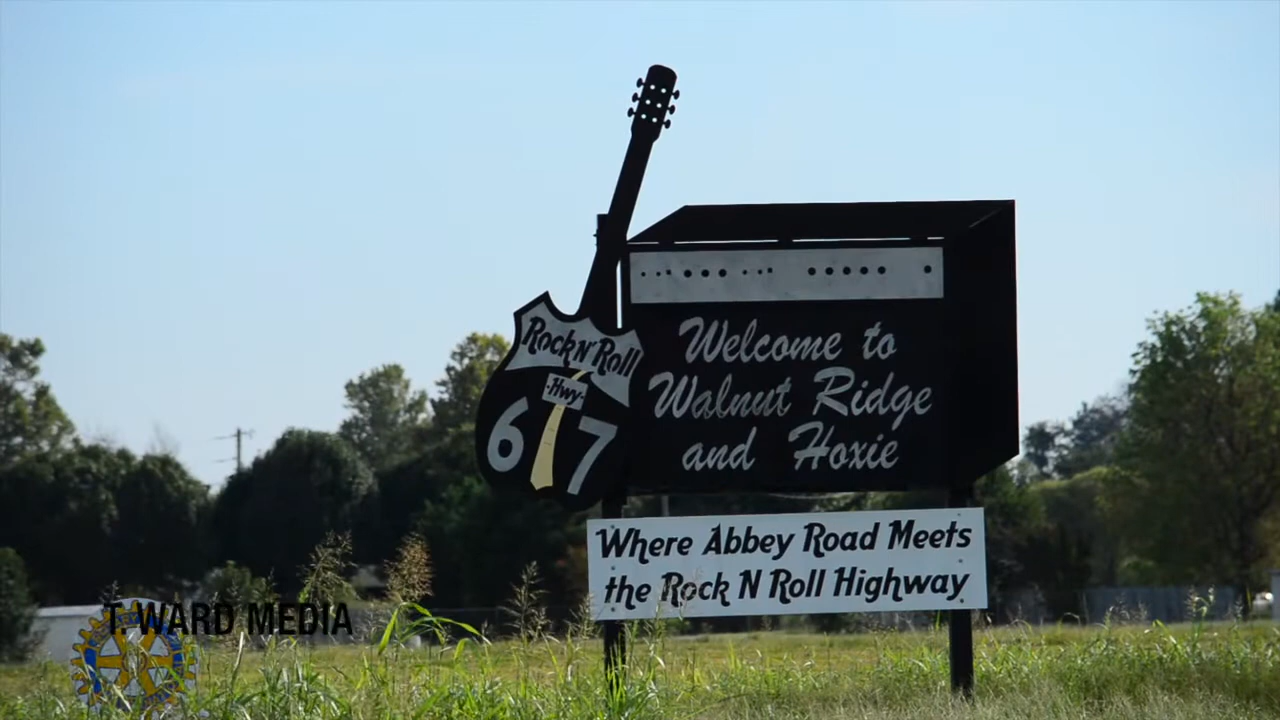 Rock N' Roll
Hwy
67
Welcome to
Walnut Ridge
and Hoxie
Where Abbey Road Meets
the Rock N Roll Highway
T. WARD MEDIA